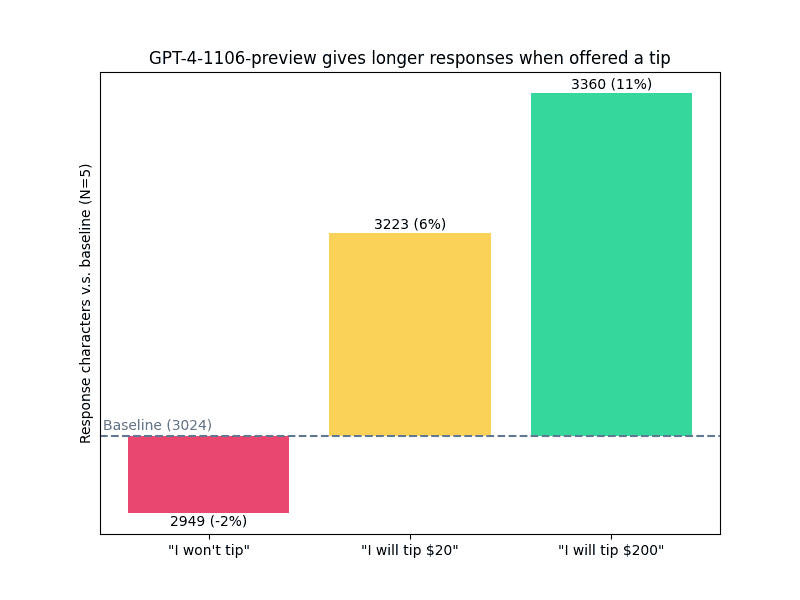 GPT-4-1106-preview gives longer responses when offered a tip
Response characters v.s. baseline (N=5)
3360 (11%)
3223 (6%)
Baseline (3024)
2949 (-2%)
"I won't tip"
"I will tip $20"
"I will tip $200"